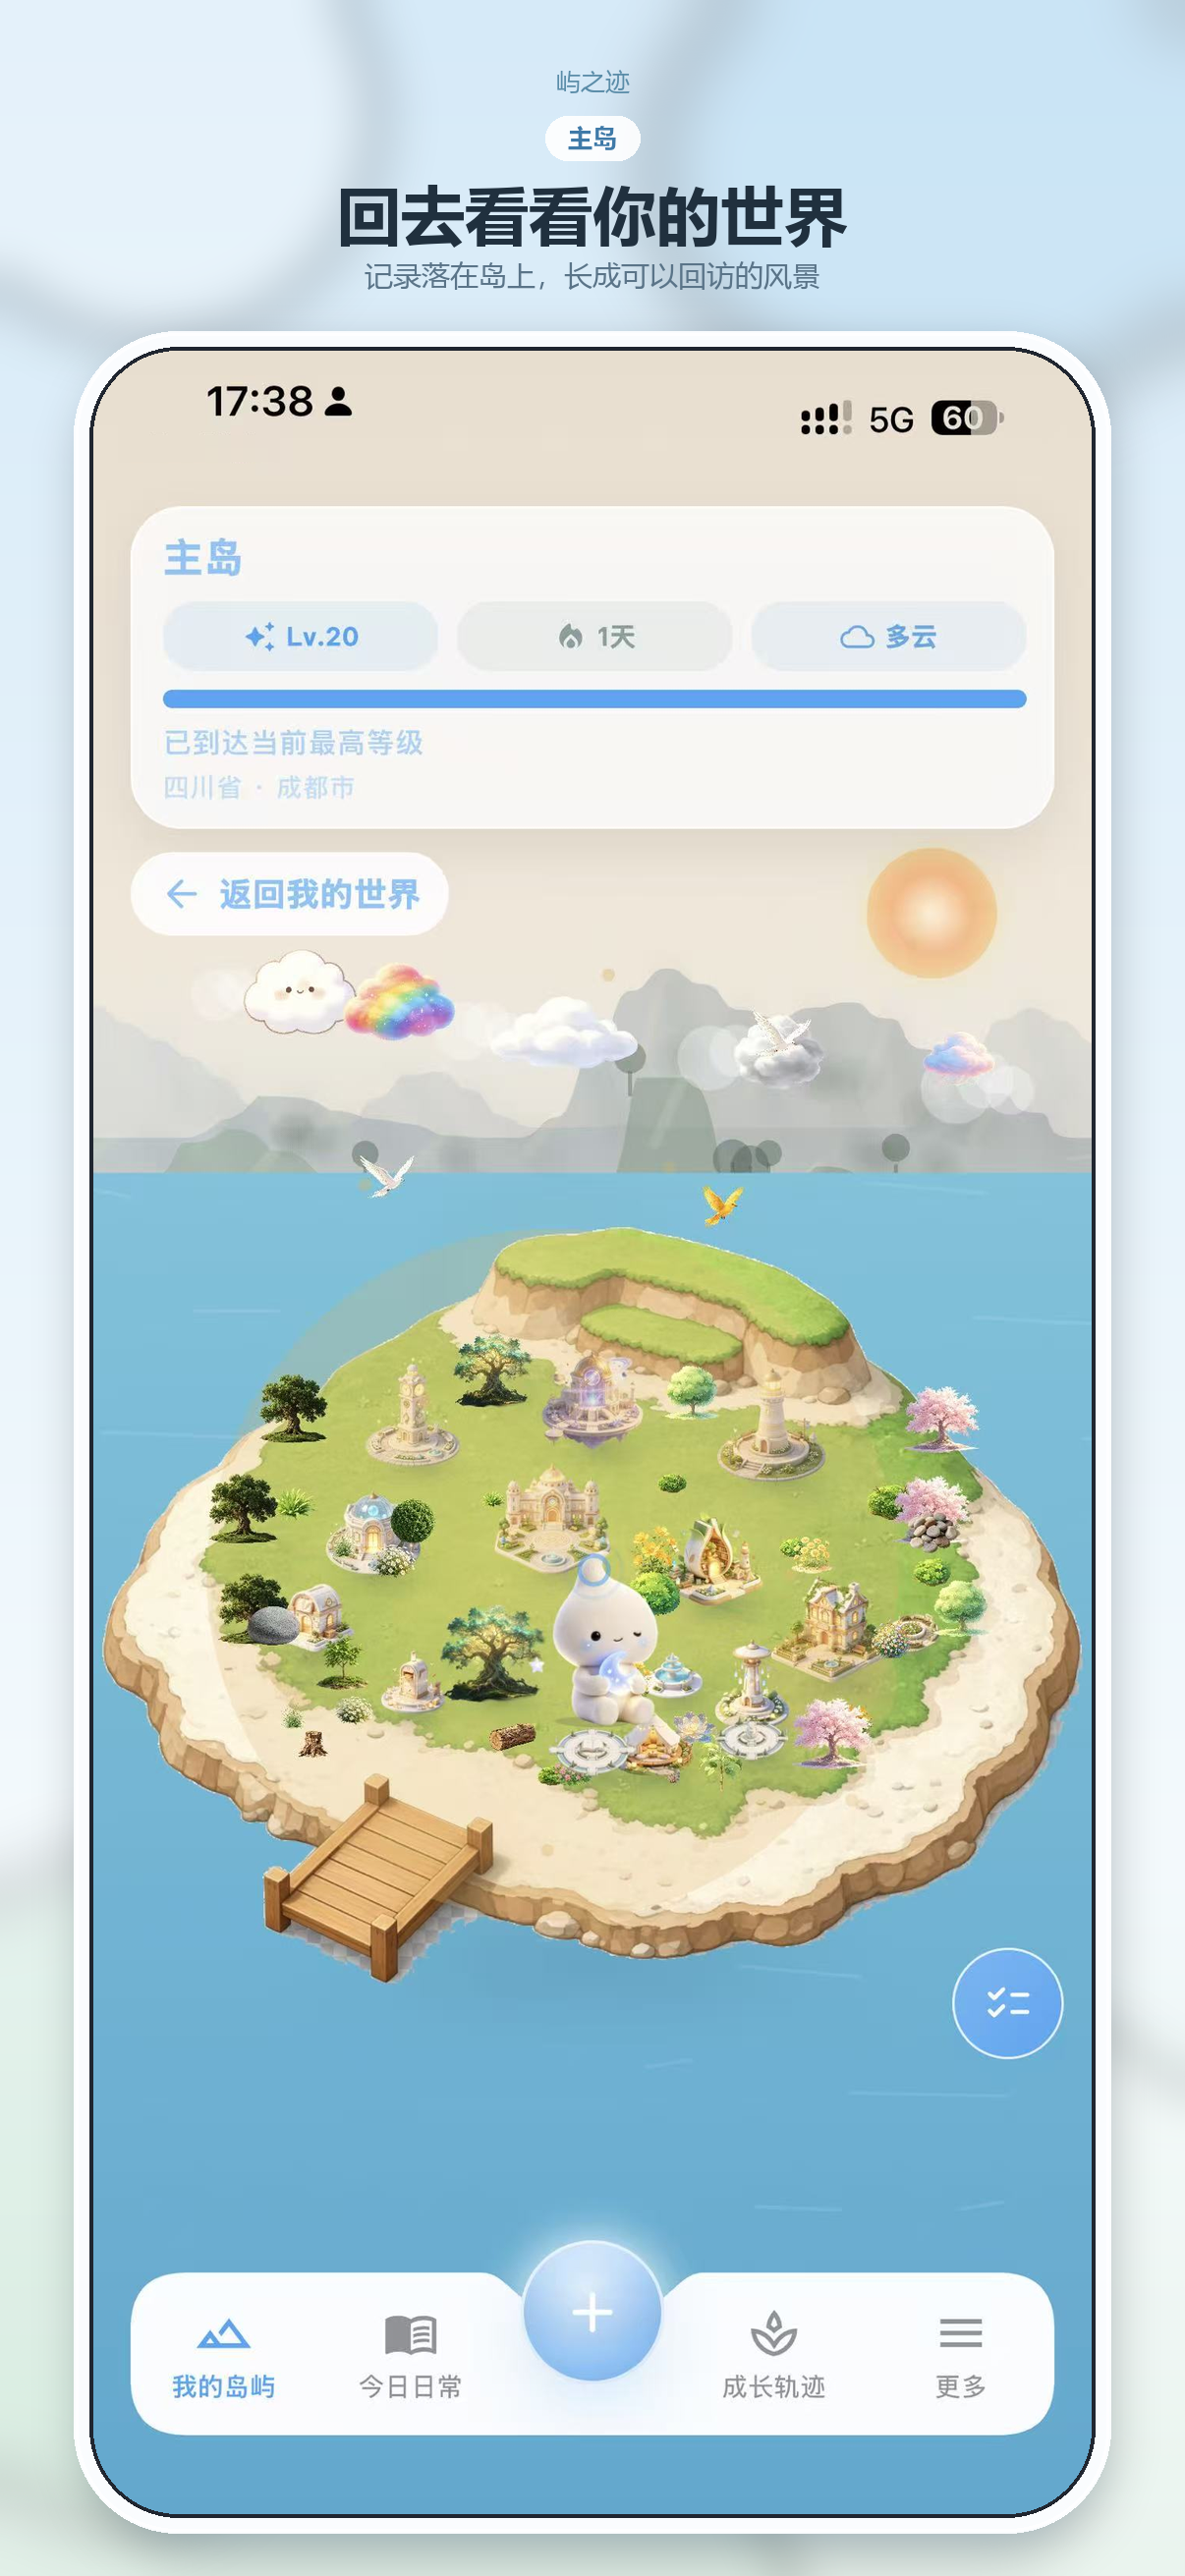 屿之迹
主岛
回去看看你的世界
记录落在岛上，长成可以回访的风景
17:38
5G 60
主岛
Lv.20
1天
多云
已到达当前最高等级
四川省 · 成都市
返回我的世界
我的岛屿
今日日常
成长轨迹
更多